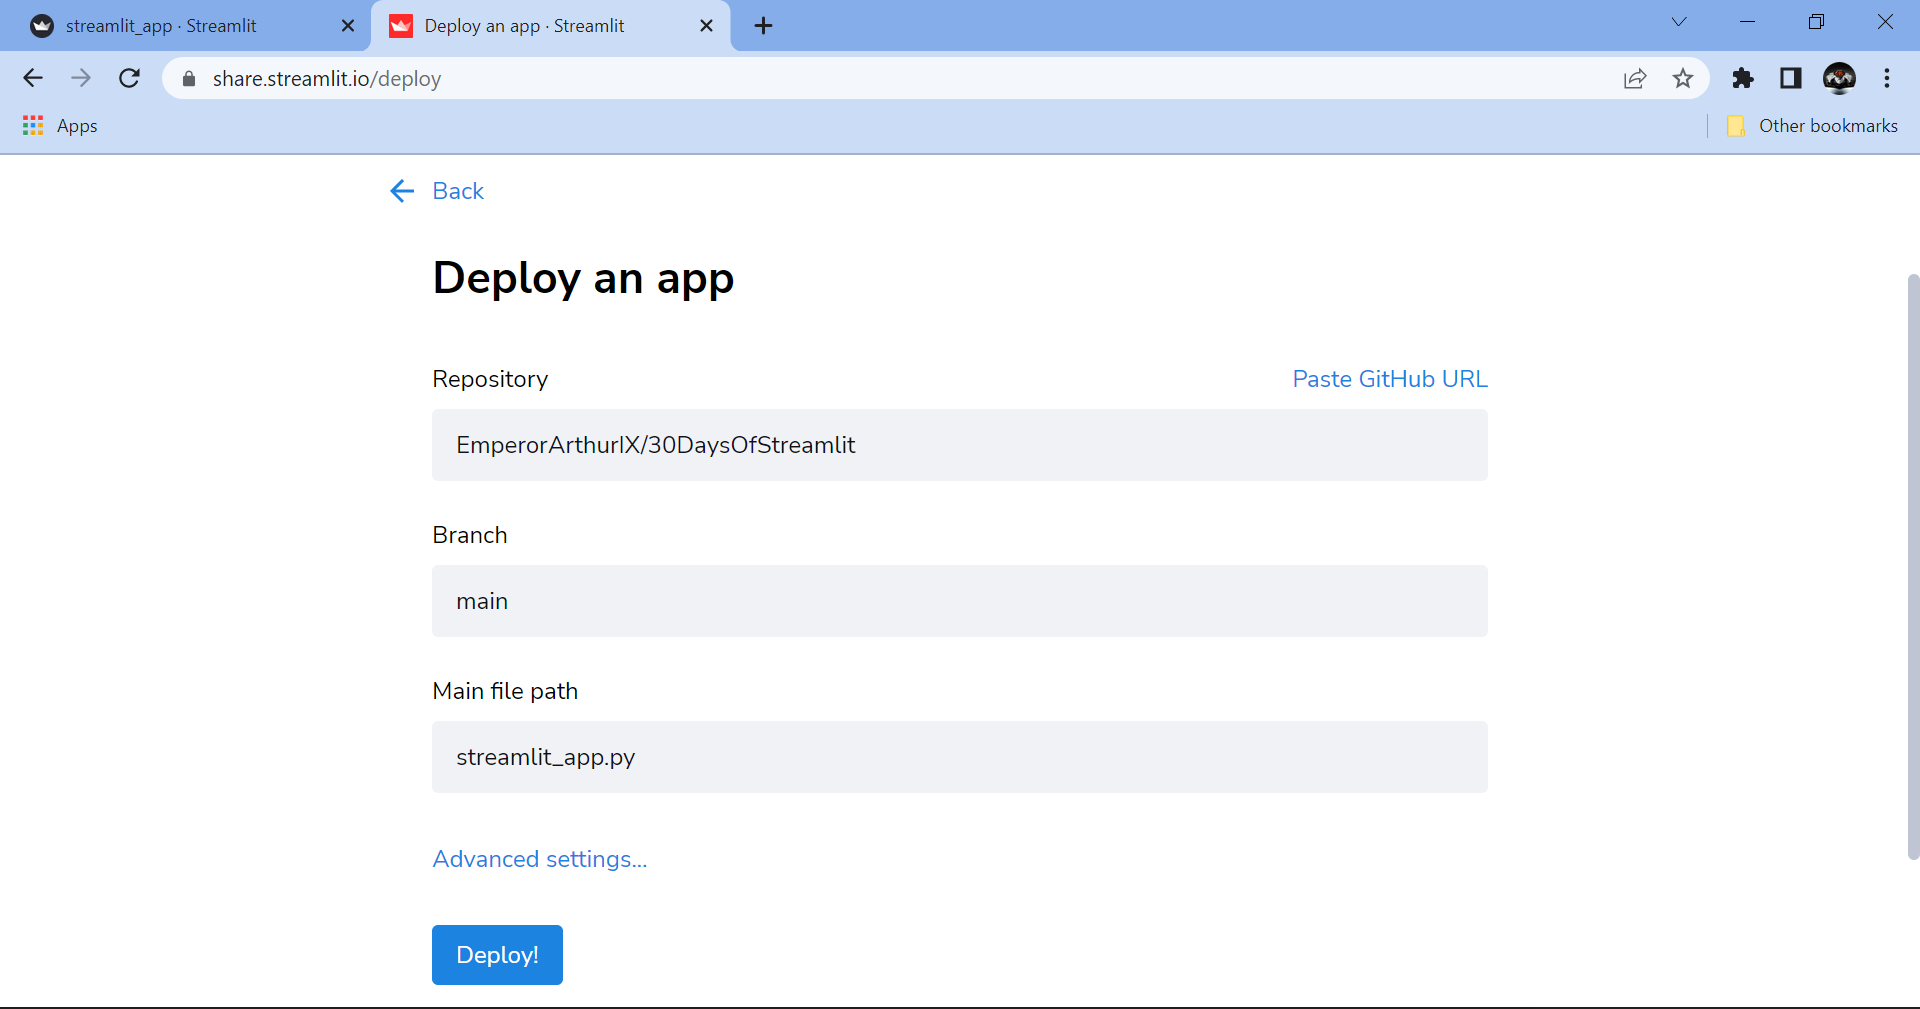 streamlit_app · Streamlit
Deploy an app · Streamlit
share.streamlit.io/deploy
Apps
Other bookmarks
Back
Deploy an app
Repository
Paste GitHub URL
EmperorArthurIX/30DaysOfStreamlit
Branch
main
Main file path
streamlit_app.py
Advanced settings...
Deploy!